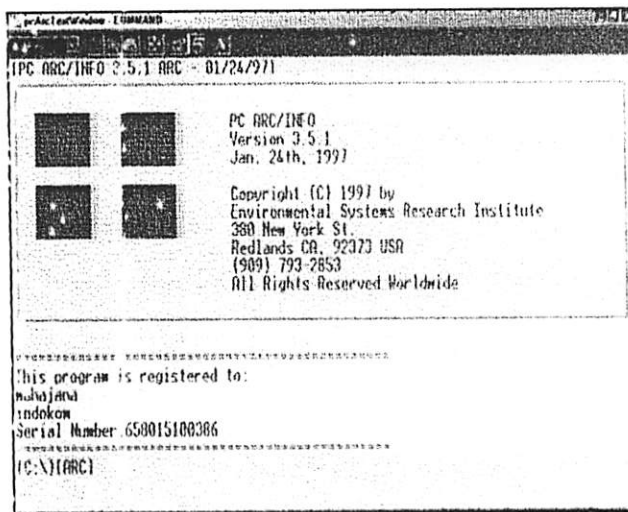 pcArcTextWindow - COMMAND
[PC ARC/INFO 3.5.1 ARC - 01/24/97]
PC ARC/INFO
Version 3.5.1
Jan. 24th, 1997
Copyright (C) 1997 by
Environmental Systems Research Institute
380 New York St.
Redlands CA, 92373 USA
(909) 793-2853
All Rights Reserved Worldwide
This program is registered to:
muhajana
indokom
Serial Number 658015100386
[C:\][ARC]